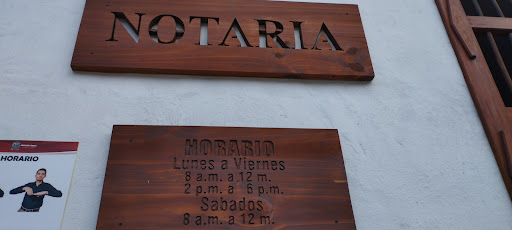 NOTARIA
HORARIO
Lunes a Viernes
8 a.m. a 12 m.
2 p.m. a 6 p.m.
Sabados
8 a.m. a 12 m.
HORARIO